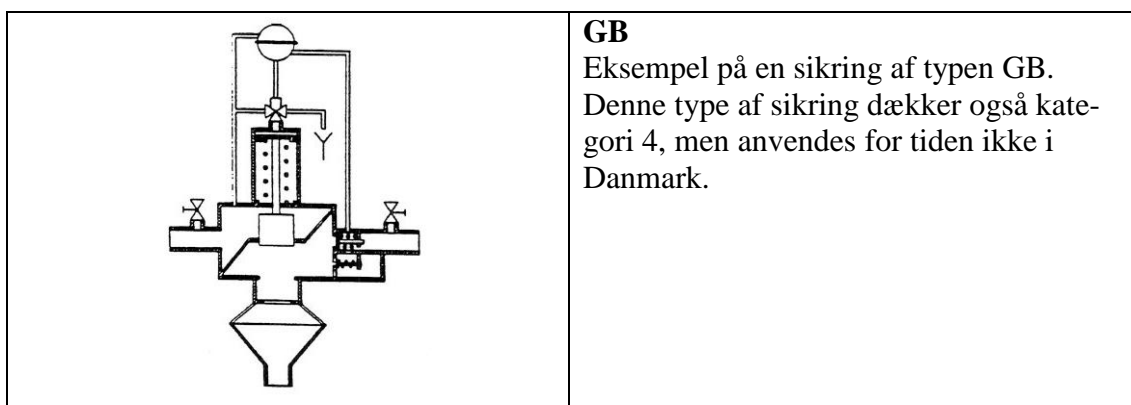 GB
Eksempel på en sikring af typen GB.
Denne type af sikring dækker også kate-
gori 4, men anvendes for tiden ikke i
Danmark.